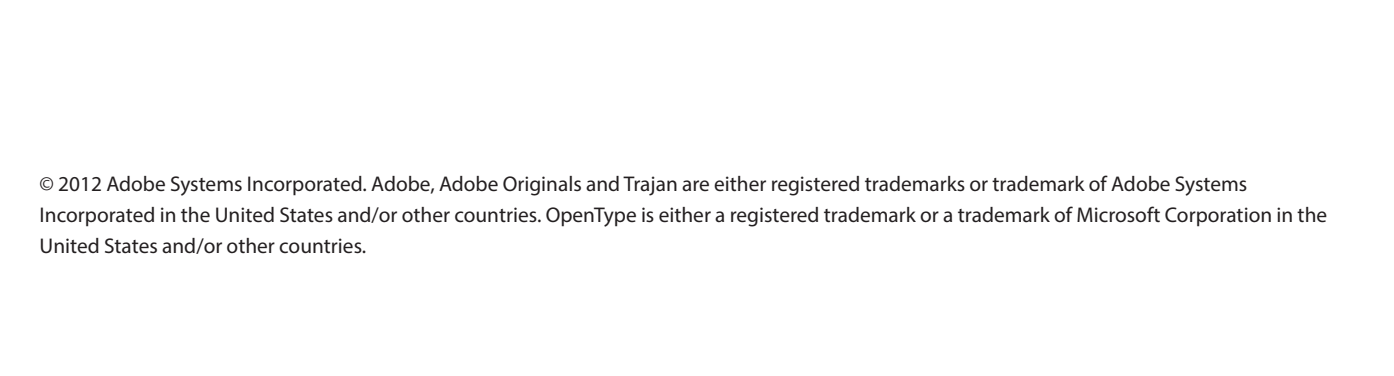 © 2012 Adobe Systems Incorporated. Adobe, Adobe Originals and Trajan are either registered trademarks or trademark of Adobe Systems
Incorporated in the United States and/or other countries. OpenType is either a registered trademark or a trademark of Microsoft Corporation in the
United States and/or other countries.